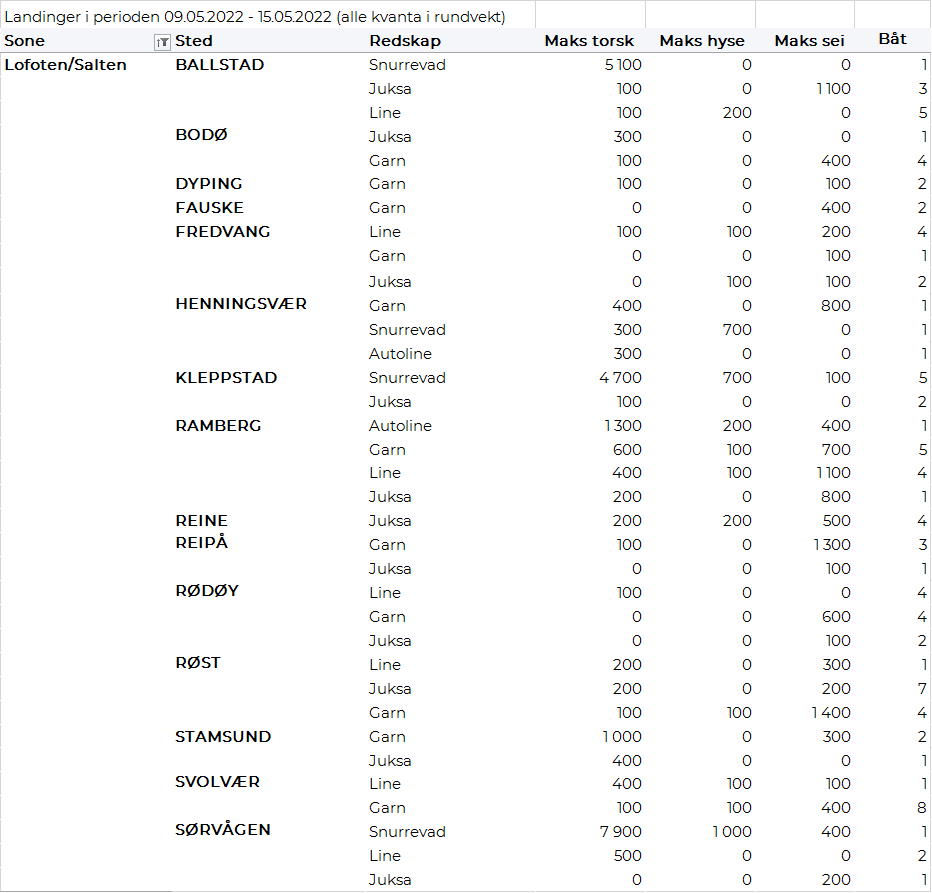 Landinger i perioden 09.05.2022 - 15.05.2022 (alle kvanta i rundvekt)
Sone Sted Redskap Maks torsk Maks hyse Maks sei Båt
Lofoten/Salten BALLSTAD Snurrevad 5 100 0 0 1
Juksa 100 0 1 100 3
Line 100 200 0 5
BODØ Juksa 300 0 0 1
Garn 100 0 400 4
DYPING Garn 100 0 100 2
FAUSKE Garn 0 0 400 2
FREDVANG Line 100 100 200 4
Garn 0 0 100 1
Juksa 0 100 100 2
HENNINGSVÆR Garn 400 0 800 1
Snurrevad 300 700 0 1
Autoline 300 0 0 1
KLEPPSTAD Snurrevad 4 700 700 100 5
Juksa 100 0 0 2
RAMBERG Autoline 1 300 200 400 1
Garn 600 100 700 5
Line 400 100 1 100 4
Juksa 200 0 800 1
REINE Juksa 200 200 500 4
REIPÅ Garn 100 0 1 300 3
Juksa 0 0 100 1
RØDØY Line 100 0 0 4
Garn 0 0 600 4
Juksa 0 0 100 2
RØST Line 200 0 300 1
Juksa 200 0 200 7
Garn 100 100 1 400 4
STAMSUND Garn 1 000 0 300 2
Juksa 400 0 0 1
SVOLVÆR Line 400 100 100 1
Garn 100 100 400 8
SØRVÅGEN Snurrevad 7 900 1 000 400 1
Line 500 0 0 2
Juksa 0 0 200 1